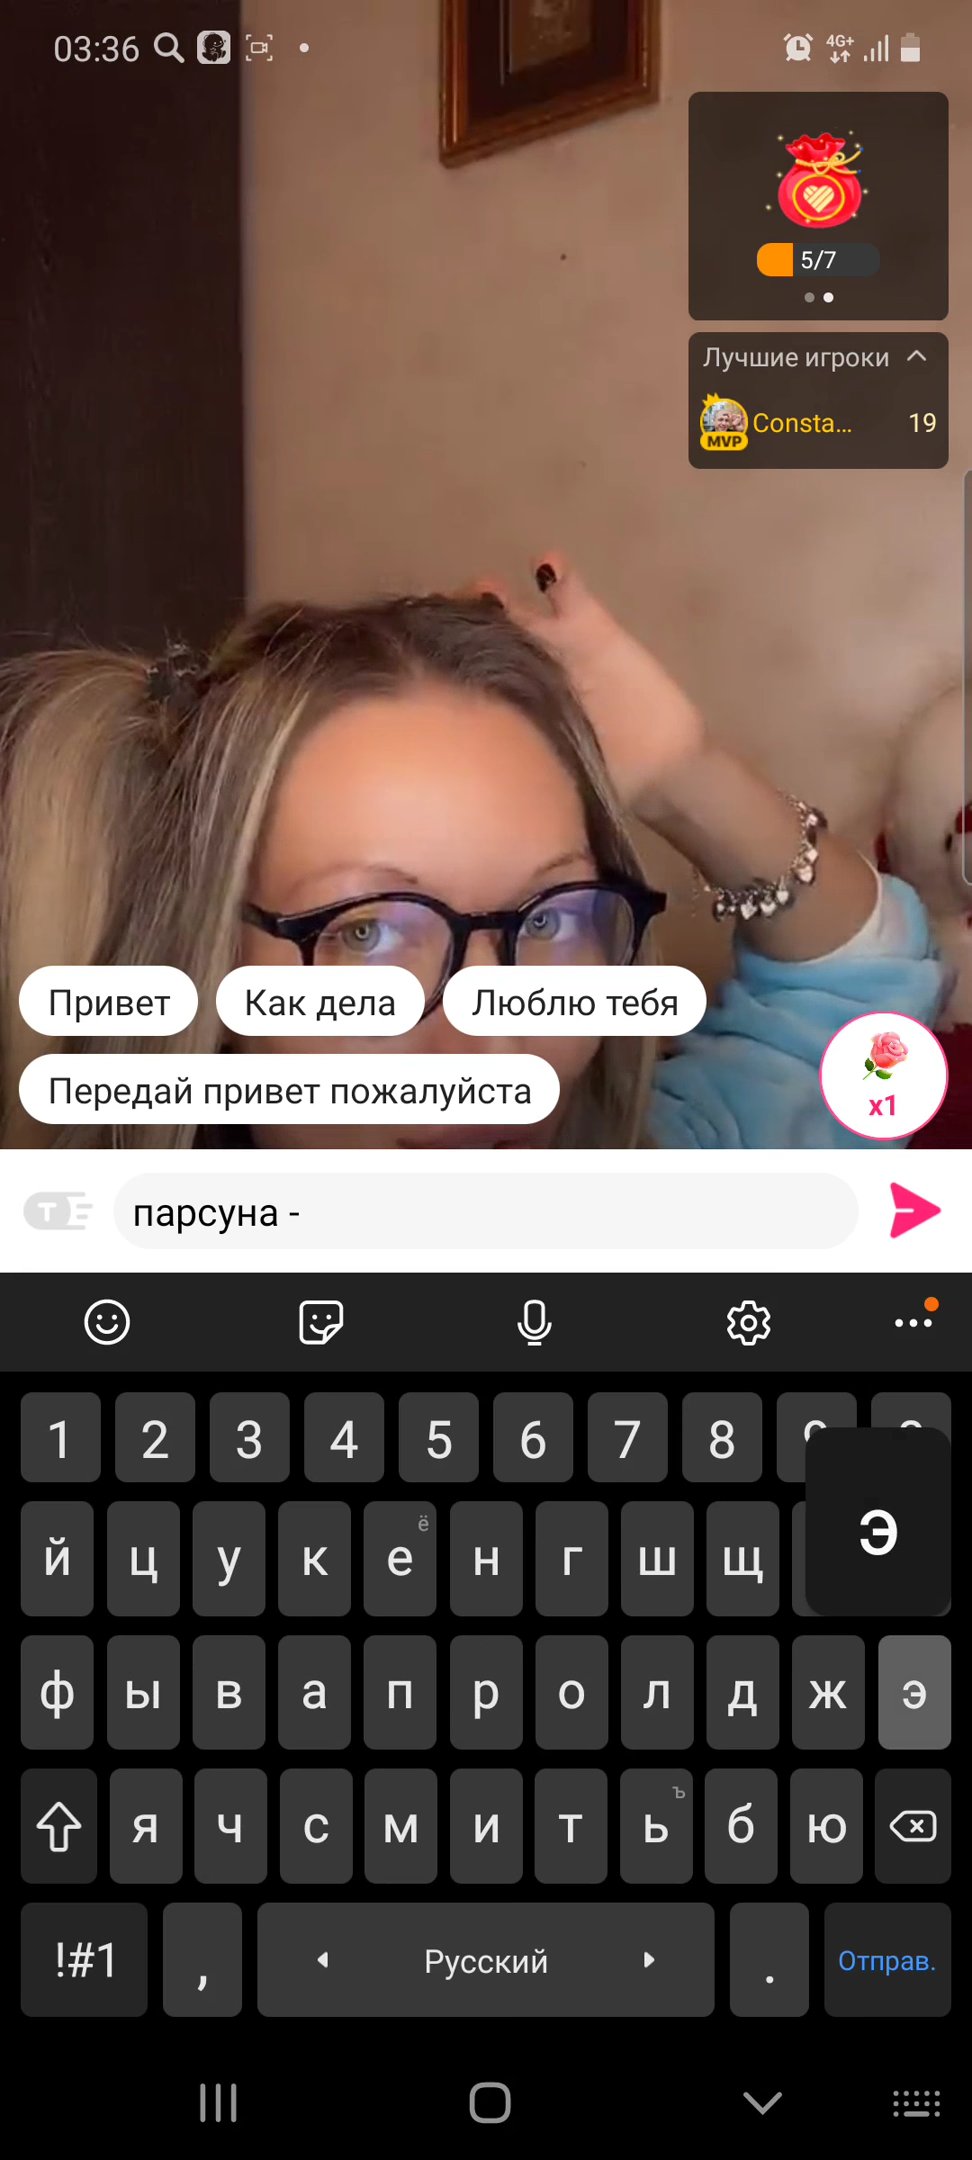 03:36
4G+
5/7
Лучшие игроки
MVP Consta... 19
Привет
Как дела
Люблю тебя
Передай привет пожалуйста
x1
T
парсуна -
1 2 3 4 5 6 7 8
э
й ц у к е ё н г ш щ
ф ы в а п р о л д ж э
я ч с м и т ь ъ б ю
!#1 , Русский . Отправ.